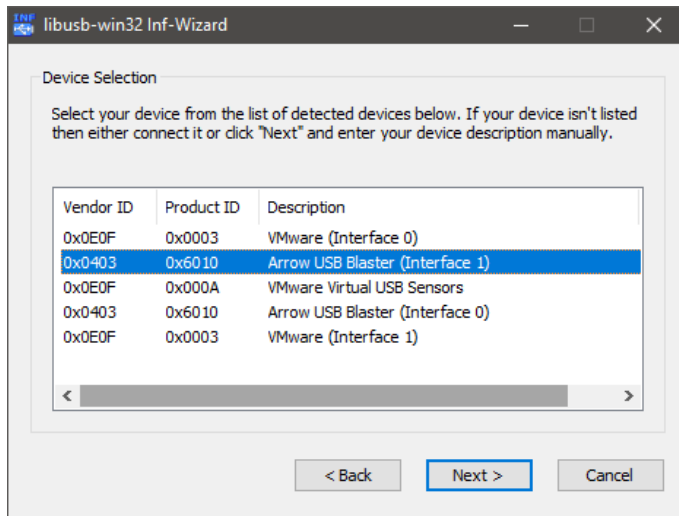 INF
libusb-win32 Inf-Wizard
Device Selection
Select your device from the list of detected devices below. If your device isn't listed
then either connect it or click "Next" and enter your device description manually.
Vendor ID Product ID Description
0x0E0F 0x0003 VMware (Interface 0)
0x0403 0x6010 Arrow USB Blaster (Interface 1)
0x0E0F 0x000A VMware Virtual USB Sensors
0x0403 0x6010 Arrow USB Blaster (Interface 0)
0x0E0F 0x0003 VMware (Interface 1)
< Back Next > Cancel